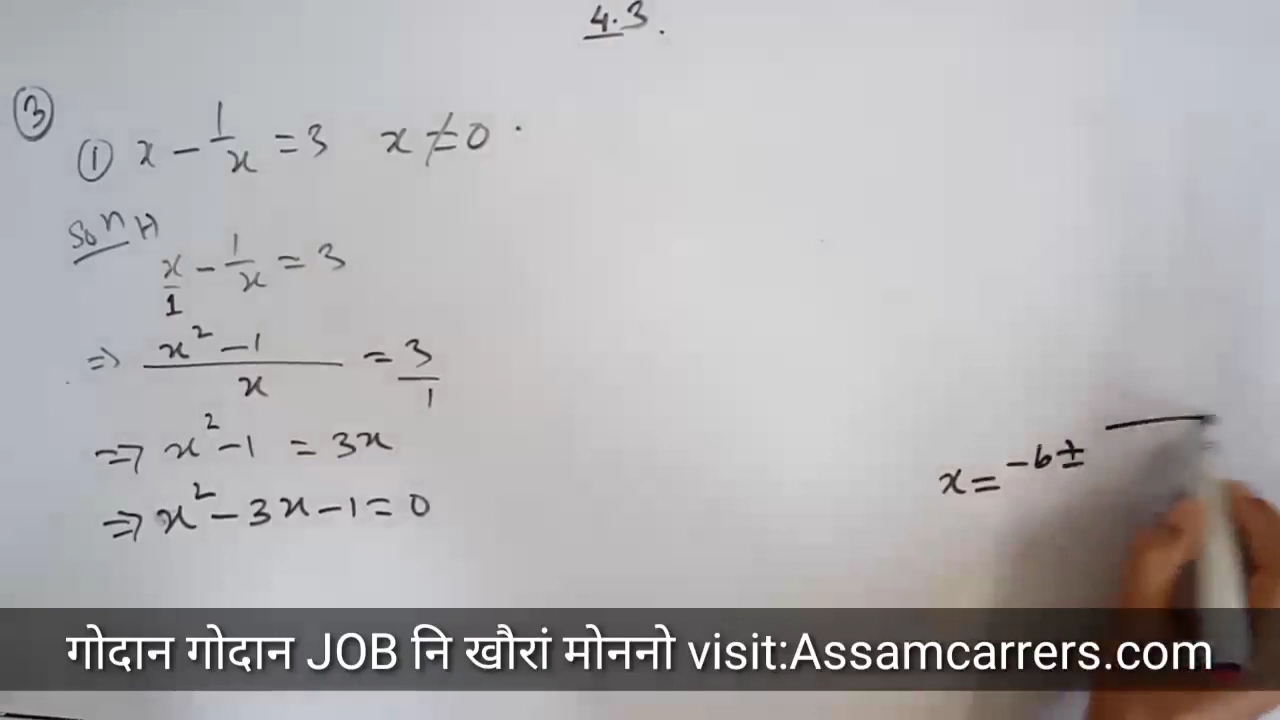 4.3.
③
① x - 1/x = 3 x ≠ 0 .
Soln
x/1 - 1/x = 3
⇒ x² - 1 / x = 3/1
⇒ x² - 1 = 3x
⇒ x² - 3x - 1 = 0
x = -b ±
गोदान गोदान JOB नि खौरां मोननो visit:Assamcarrers.com